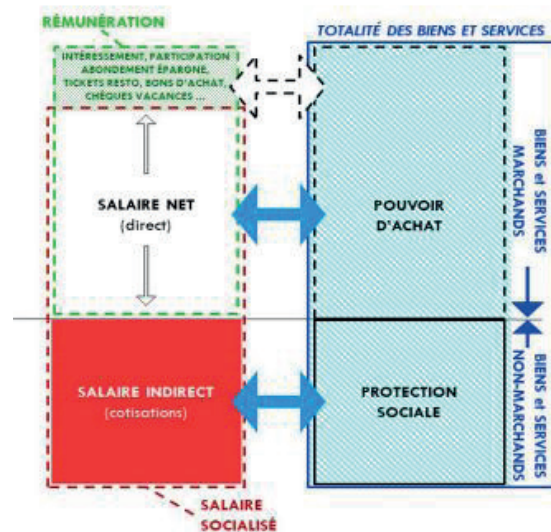 RÉMUNÉRATION
TOTALITÉ DES BIENS ET SERVICES
INTÉRESSEMENT, PARTICIPATION
ABONDEMENT ÉPARGNE,
TICKETS RESTO, BONS D'ACHAT,
CHÈQUES VACANCES ...
SALAIRE NET
(direct)
POUVOIR
D'ACHAT
BIENS et SERVICES
MARCHANDS
SALAIRE INDIRECT
(cotisations)
PROTECTION
SOCIALE
BIENS et SERVICES
NON-MARCHANDS
SALAIRE
SOCIALISÉ